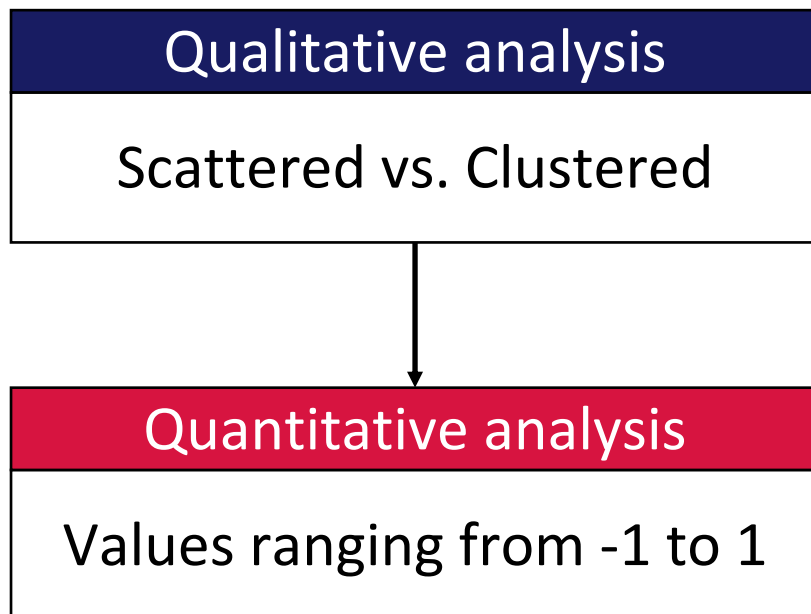 Qualitative analysis
Scattered vs. Clustered
Quantitative analysis
Values ranging from -1 to 1